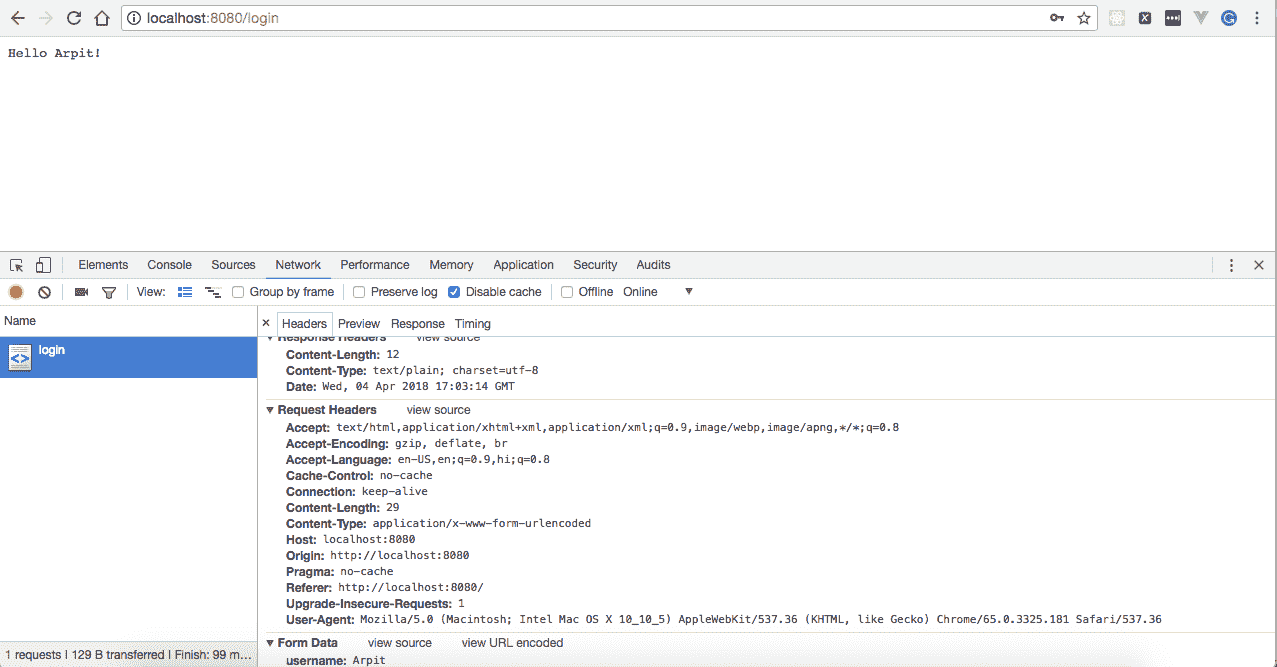 localhost:8080/login
Hello Arpit!
Elements Console Sources Network Performance Memory Application Security Audits
View: Group by frame Preserve log Disable cache Offline Online
Name
Headers Preview Response Timing
login
Response Headers view source
Content-Length: 12
Content-Type: text/plain; charset=utf-8
Date: Wed, 04 Apr 2018 17:03:14 GMT
Request Headers view source
Accept: text/html,application/xhtml+xml,application/xml;q=0.9,image/webp,image/apng,*/*;q=0.8
Accept-Encoding: gzip, deflate, br
Accept-Language: en-US,en;q=0.9,hi;q=0.8
Cache-Control: no-cache
Connection: keep-alive
Content-Length: 29
Content-Type: application/x-www-form-urlencoded
Host: localhost:8080
Origin: http://localhost:8080
Pragma: no-cache
Referer: http://localhost:8080/
Upgrade-Insecure-Requests: 1
User-Agent: Mozilla/5.0 (Macintosh; Intel Mac OS X 10_10_5) AppleWebKit/537.36 (KHTML, like Gecko) Chrome/65.0.3325.181 Safari/537.36
Form Data view source view URL encoded
username: Arpit
1 requests | 129 B transferred | Finish: 99 m...